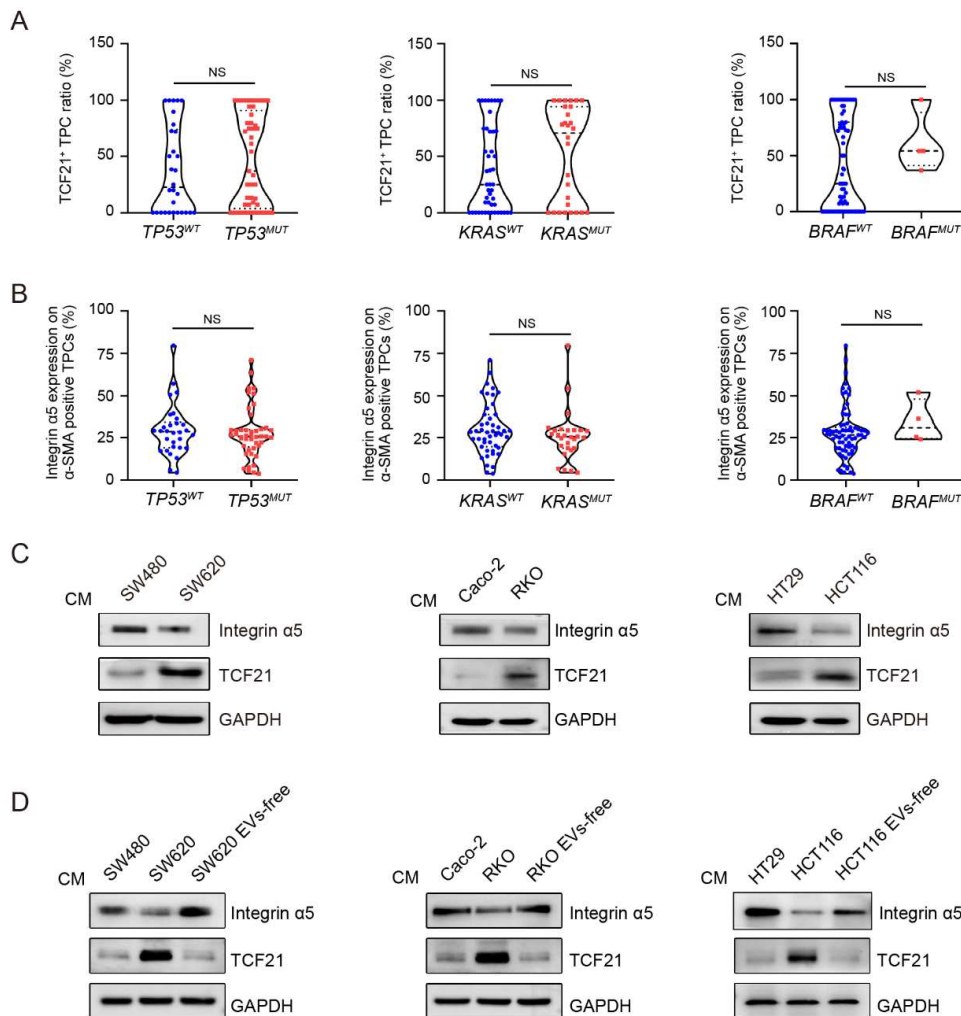 A
TCF21⁺ TPC ratio (%)
150
100
50
0
NS
TP53ᵂᵀ TP53ᴹᵁᵀ
TCF21⁺ TPC ratio (%)
150
100
50
0
NS
KRASᵂᵀ KRASᴹᵁᵀ
TCF21⁺ TPC ratio (%)
150
100
50
0
NS
BRAFᵂᵀ BRAFᴹᵁᵀ
B
Integrin α5 expression on
α-SMA positive TPCs (%)
100
75
50
25
0
NS
TP53ᵂᵀ TP53ᴹᵁᵀ
Integrin α5 expression on
α-SMA positive TPCs (%)
100
75
50
25
0
NS
KRASᵂᵀ KRASᴹᵁᵀ
Integrin α5 expression on
α-SMA positive TPCs (%)
100
75
50
25
0
NS
BRAFᵂᵀ BRAFᴹᵁᵀ
C
CM SW480 SW620
Integrin α5
TCF21
GAPDH
CM Caco-2 RKO
Integrin α5
TCF21
GAPDH
CM HT29 HCT116
Integrin α5
TCF21
GAPDH
D
CM SW480 SW620 SW620 EVs-free
Integrin α5
TCF21
GAPDH
CM Caco-2 RKO RKO EVs-free
Integrin α5
TCF21
GAPDH
CM HT29 HCT116 HCT116 EVs-free
Integrin α5
TCF21
GAPDH